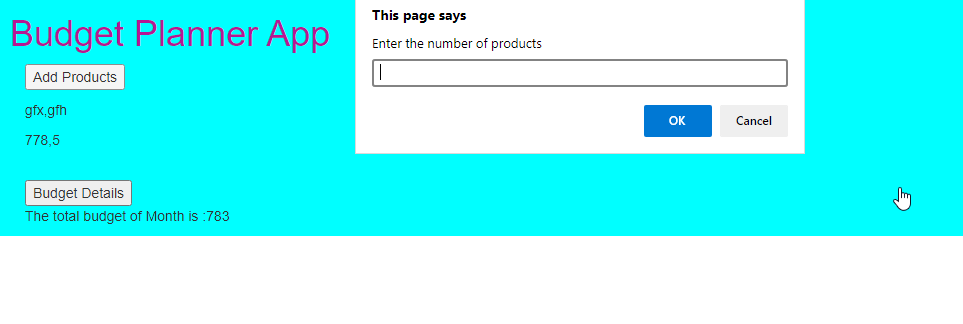 Budget Planner App
Add Products
gfx,gfh
778,5
Budget Details
The total budget of Month is :783
This page says
Enter the number of products
OK
Cancel